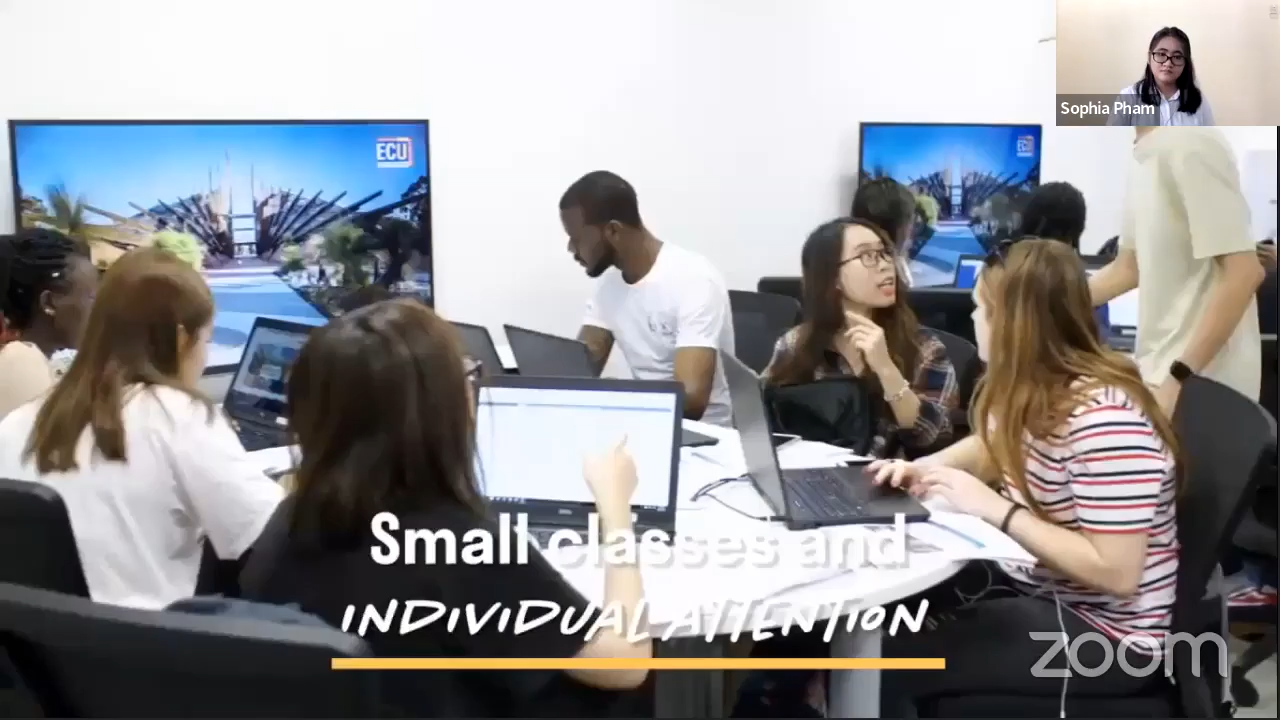 Sophia Pham
ECU
ECU
Small classes and
INDIVIDUAL ATTENTION
zoom